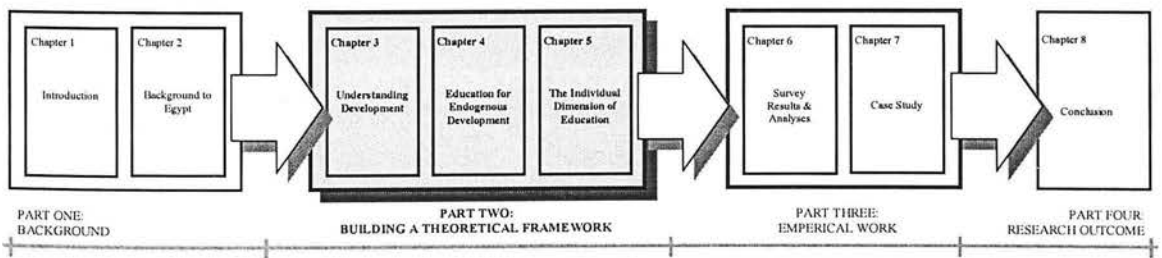 Chapter 1
Introduction
Chapter 2
Background to
Egypt
Chapter 3
Understanding
Development
Chapter 4
Education for
Endogenous
Development
Chapter 5
The Individual
Dimension of
Education
Chapter 6
Survey
Results &
Analyses
Chapter 7
Case Study
Chapter 8
Conclusion
PART ONE:
BACKGROUND
PART TWO:
BUILDING A THEORETICAL FRAMEWORK
PART THREE:
EMPERICAL WORK
PART FOUR:
RESEARCH OUTCOME